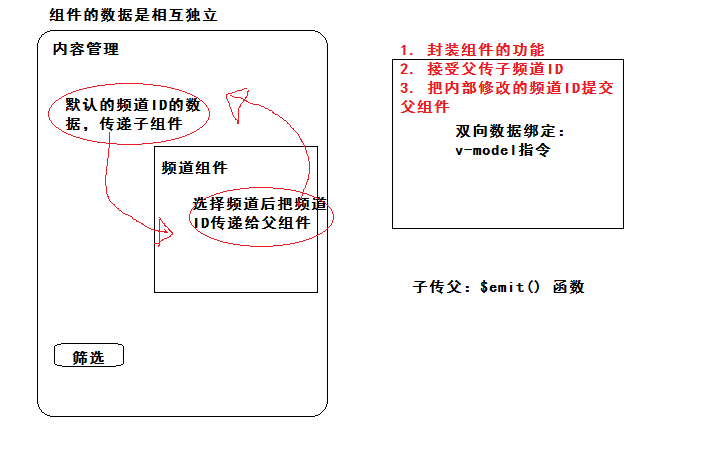 组件的数据是相互独立
内容管理
默认的频道ID的数
据，传递子组件
频道组件
选择频道后把频道
ID传递给父组件
筛选
1. 封装组件的功能
2. 接受父传子频道ID
3. 把内部修改的频道ID提交
父组件
双向数据绑定：
v-model指令
子传父：$emit() 函数